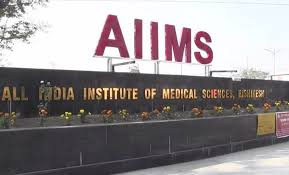 AIIMS
ALL INDIA INSTITUTE OF MEDICAL SCIENCES, RISHIKESH